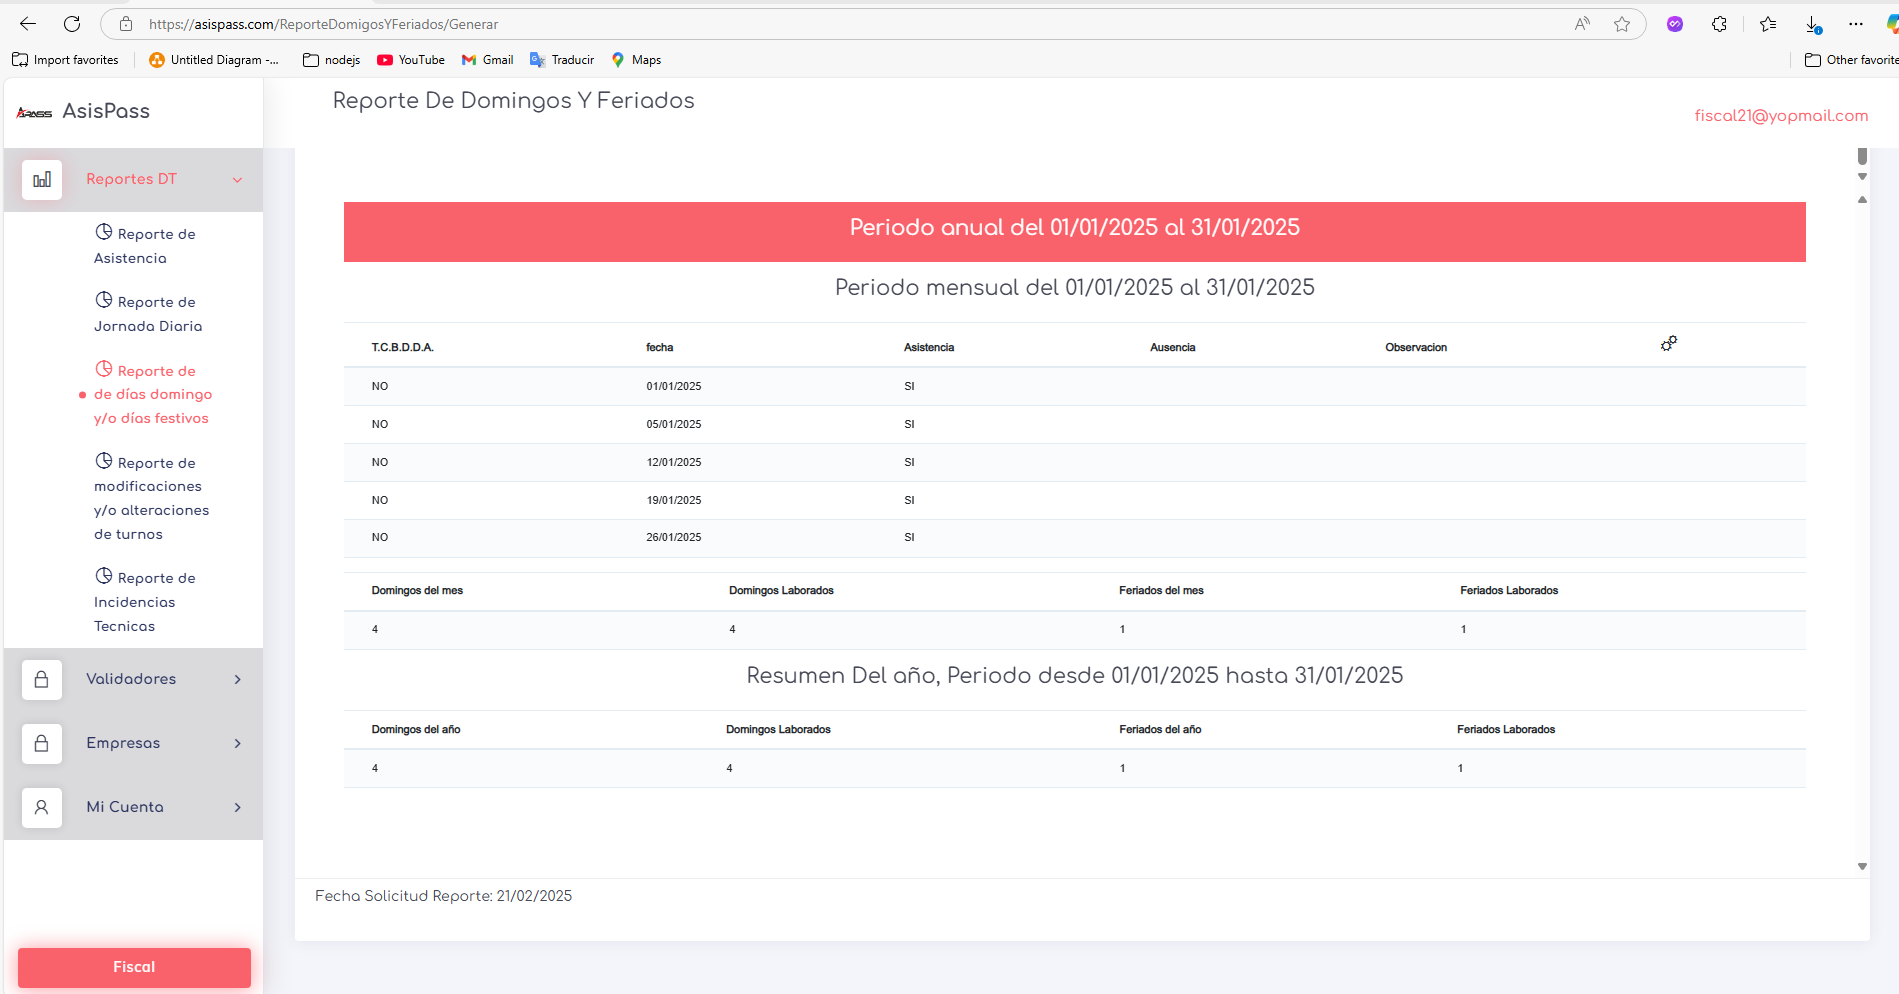 https://asispass.com/ReporteDomigosYFeriados/Generar
Import favorites
Untitled Diagram -...
nodejs
YouTube
Gmail
Traducir
Maps
Other favorite
AsisPass
Reporte De Domingos Y Feriados
fiscal21@yopmail.com
Reportes DT
Reporte de
Asistencia
Reporte de
Jornada Diaria
Reporte de
de días domingo
y/o días festivos
Reporte de
modificaciones
y/o alteraciones
de turnos
Reporte de
Incidencias
Tecnicas
Validadores
Empresas
Mi Cuenta
Fiscal
Periodo anual del 01/01/2025 al 31/01/2025
Periodo mensual del 01/01/2025 al 31/01/2025
T.C.B.D.D.A. fecha Asistencia Ausencia Observacion
NO 01/01/2025 SI
NO 05/01/2025 SI
NO 12/01/2025 SI
NO 19/01/2025 SI
NO 26/01/2025 SI
Domingos del mes Domingos Laborados Feriados del mes Feriados Laborados
4 4 1 1
Resumen Del año, Periodo desde 01/01/2025 hasta 31/01/2025
Domingos del año Domingos Laborados Feriados del año Feriados Laborados
4 4 1 1
Fecha Solicitud Reporte: 21/02/2025